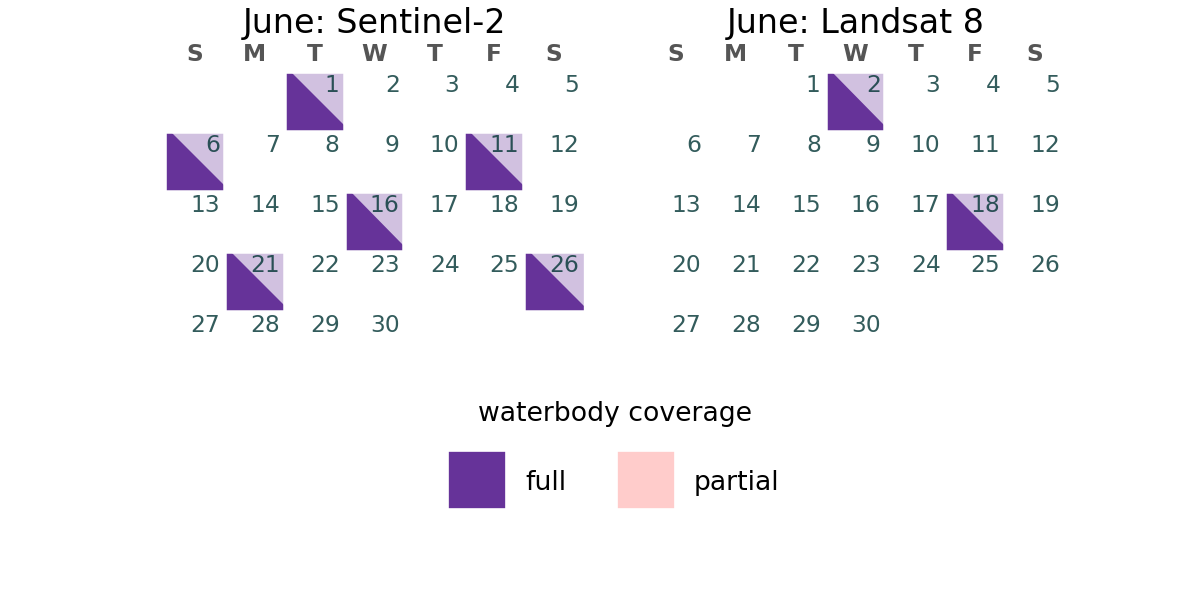 June: Sentinel-2
S M T W T F S
1 2 3 4 5
6 7 8 9 10 11 12
13 14 15 16 17 18 19
20 21 22 23 24 25 26
27 28 29 30
June: Landsat 8
S M T W T F S
1 2 3 4 5
6 7 8 9 10 11 12
13 14 15 16 17 18 19
20 21 22 23 24 25 26
27 28 29 30
waterbody coverage
full partial